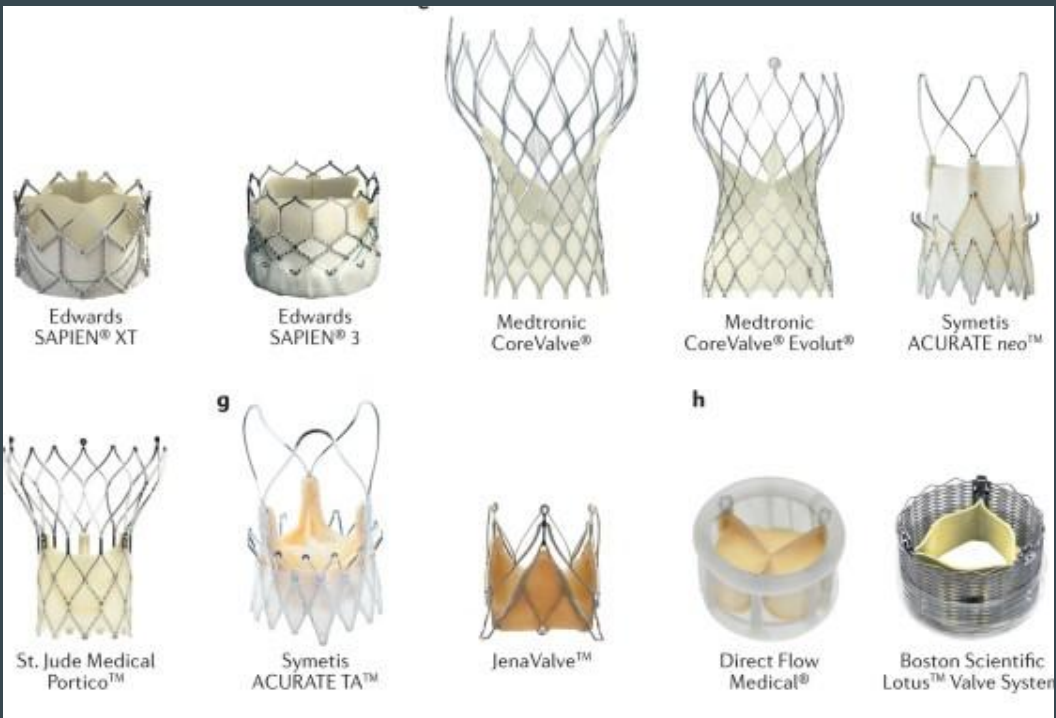 Edwards
SAPIEN® XT
Edwards
SAPIEN® 3
Medtronic
CoreValve®
Medtronic
CoreValve® Evolut®
Symetis
ACURATE neo™
g
h
St. Jude Medical
Portico™
Symetis
ACURATE TA™
JenaValve™
Direct Flow
Medical®
Boston Scientific
Lotus™ Valve System